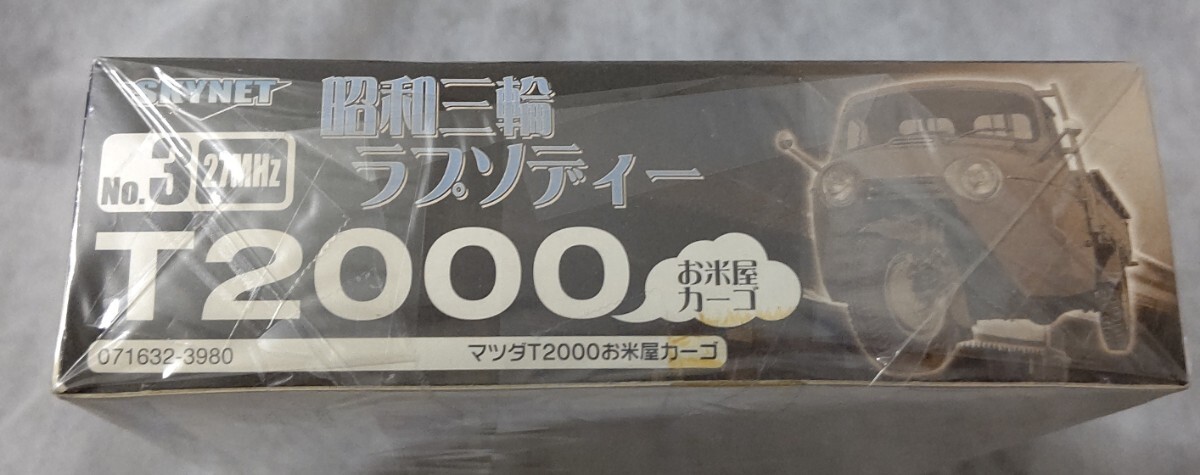 SKYNET
昭和三輪
ラプソディー
No.3 27MHz
T2000
お米屋
カーゴ
071632-3980 マツダT2000お米屋カーゴ